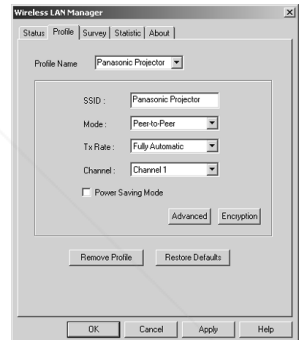 Wireless LAN Manager
Status Profile Survey Statistic About
Profile Name Panasonic Projector
SSID : Panasonic Projector
Mode : Peer-to-Peer
Tx Rate : Fully Automatic
Channel : Channel 1
Power Saving Mode
Advanced Encryption
Remove Profile Restore Defaults
OK Cancel Apply Help